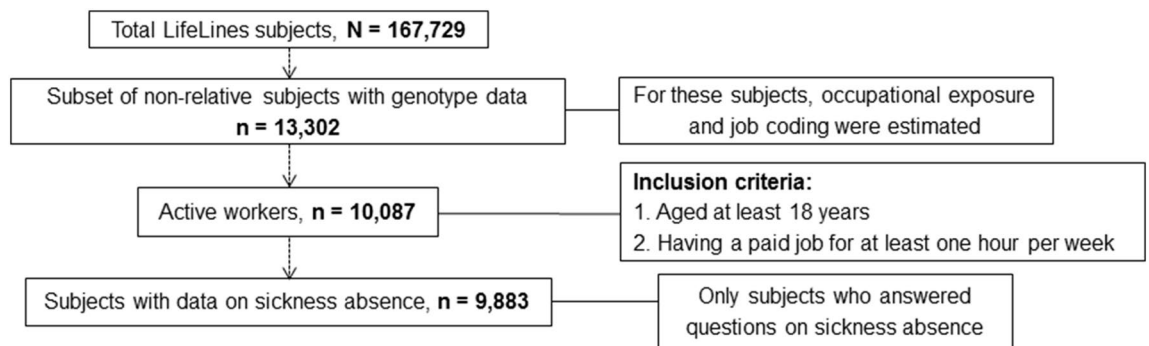 Total LifeLines subjects, N = 167,729
Subset of non-relative subjects with genotype data
n = 13,302
For these subjects, occupational exposure
and job coding were estimated
Active workers, n = 10,087
Inclusion criteria:
1. Aged at least 18 years
2. Having a paid job for at least one hour per week
Subjects with data on sickness absence, n = 9,883
Only subjects who answered
questions on sickness absence